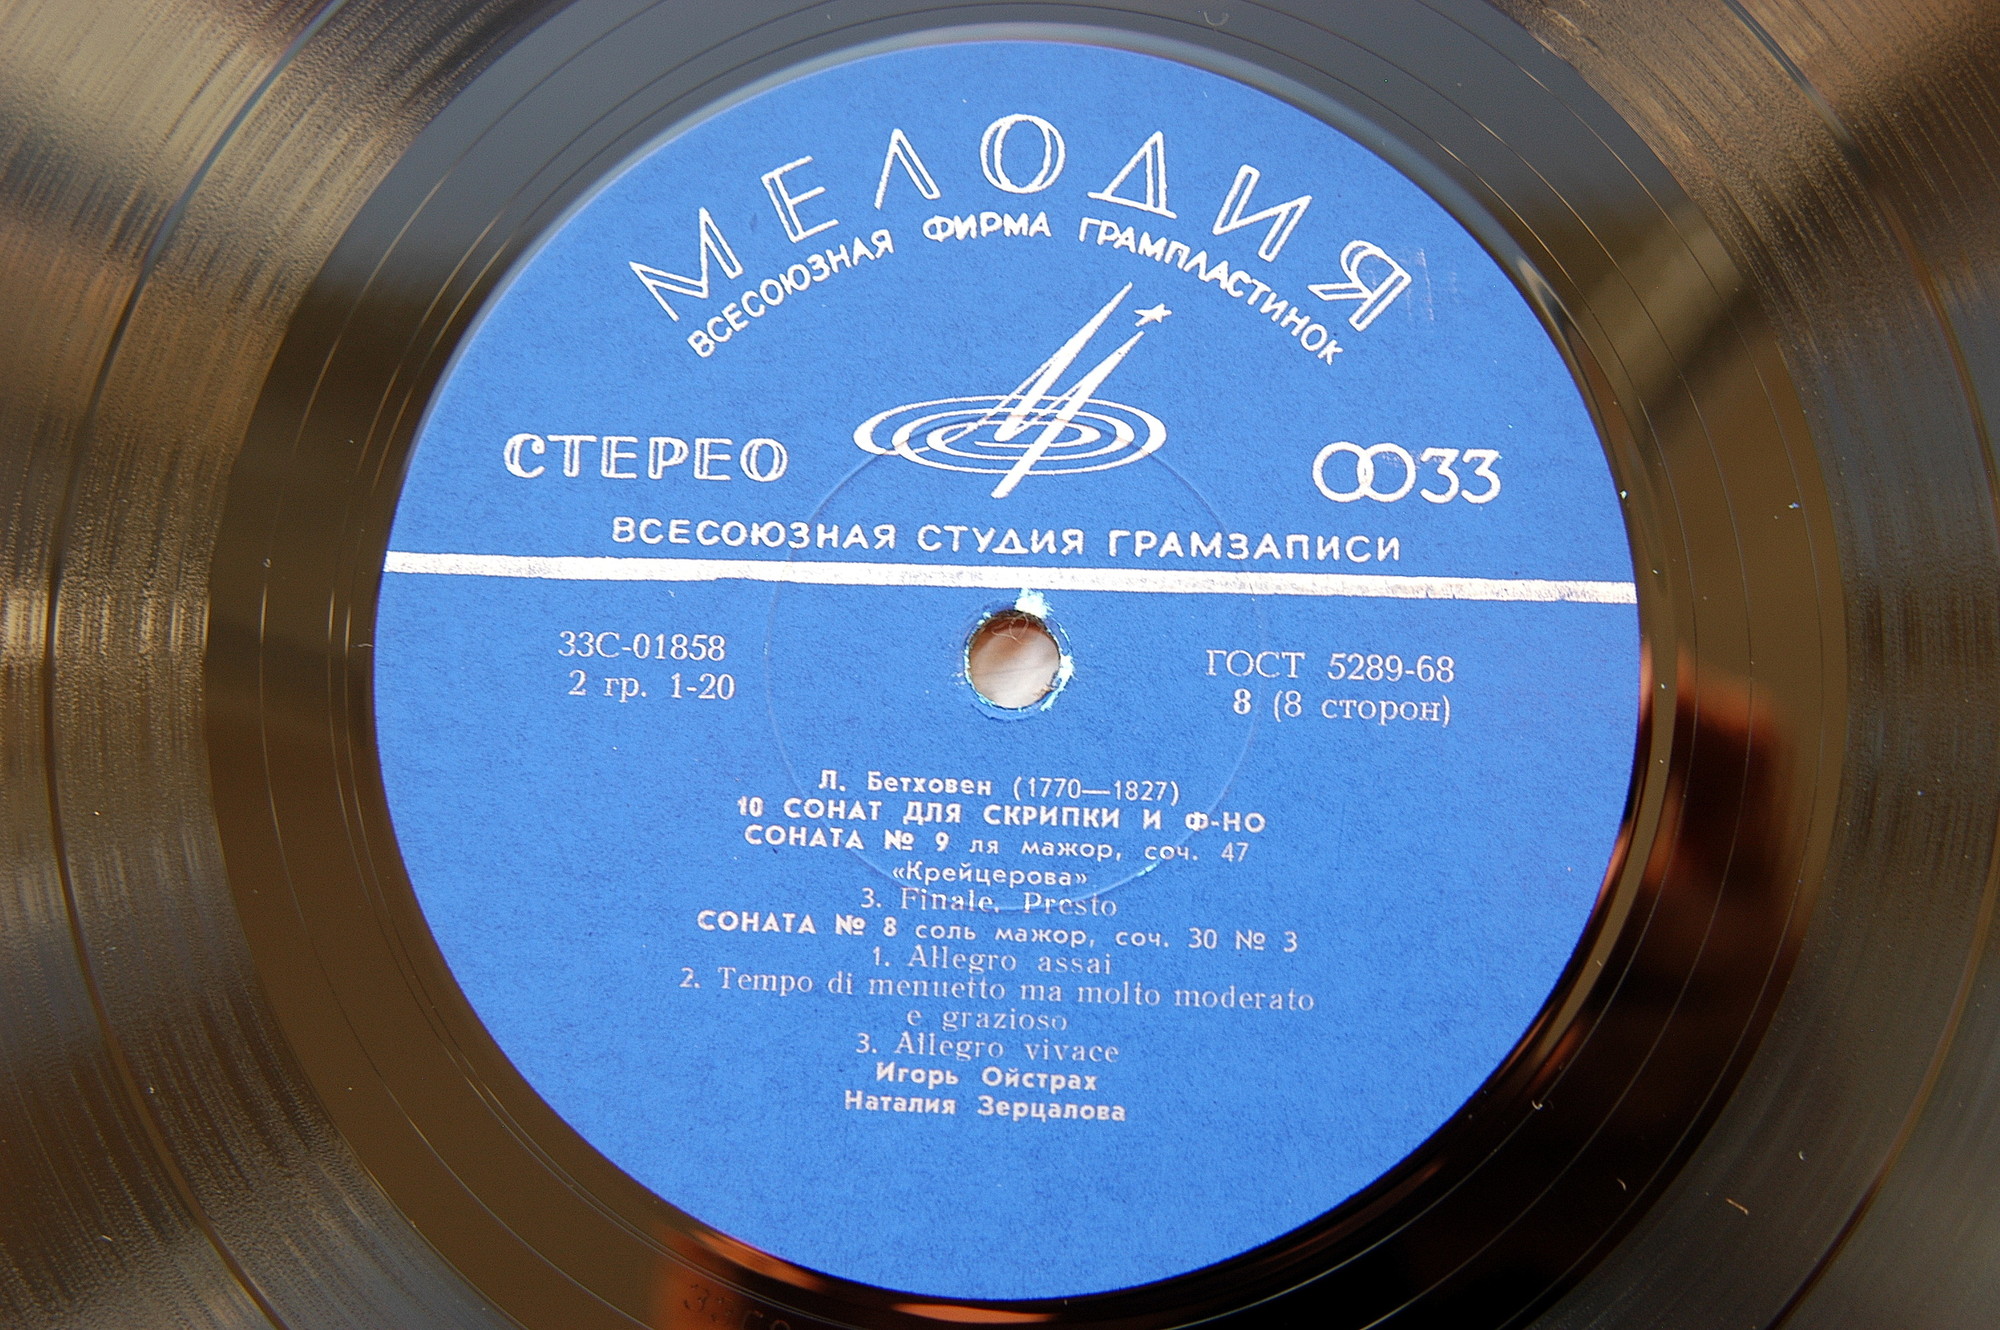 МЕЛОДИЯ
ВСЕСОЮЗНАЯ ФИРМА ГРАМПЛАСТИНОК
СТЕРЕО
33
ВСЕСОЮЗНАЯ СТУДИЯ ГРАМЗАПИСИ
33С-01858
2 гр. 1-20
ГОСТ 5289-68
8 (8 сторон)
Л. Бетховен (1770—1827)
10 СОНАТ ДЛЯ СКРИПКИ И Ф-НО
СОНАТА № 9 ля мажор, соч. 47
«Крейцерова»
3. Finale. Presto
СОНАТА № 8 соль мажор, соч. 30 № 3
1. Allegro assai
2. Tempo di menuetto ma molto moderato
e grazioso
3. Allegro vivace
Игорь Ойстрах
Наталия Зерцалова